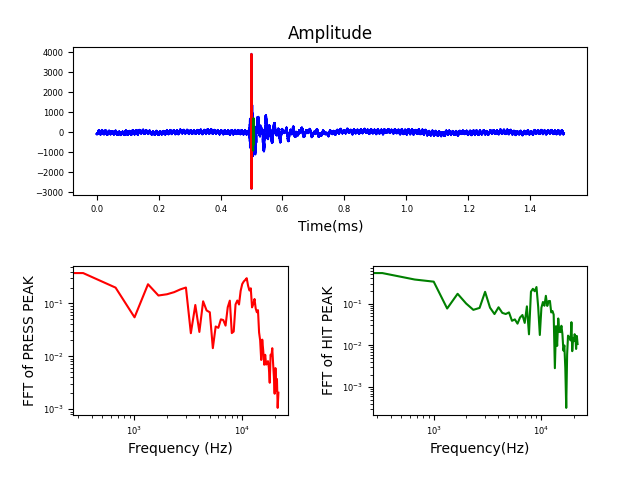 Amplitude
4000
3000
2000
1000
0
−1000
−2000
−3000
0.0 0.2 0.4 0.6 0.8 1.0 1.2 1.4
Time(ms)
FFT of PRESS PEAK
10⁻¹
10⁻²
10⁻³
10³ 10⁴
Frequency (Hz)
FFT of HIT PEAK
10⁻¹
10⁻²
10⁻³
10³ 10⁴
Frequency(Hz)